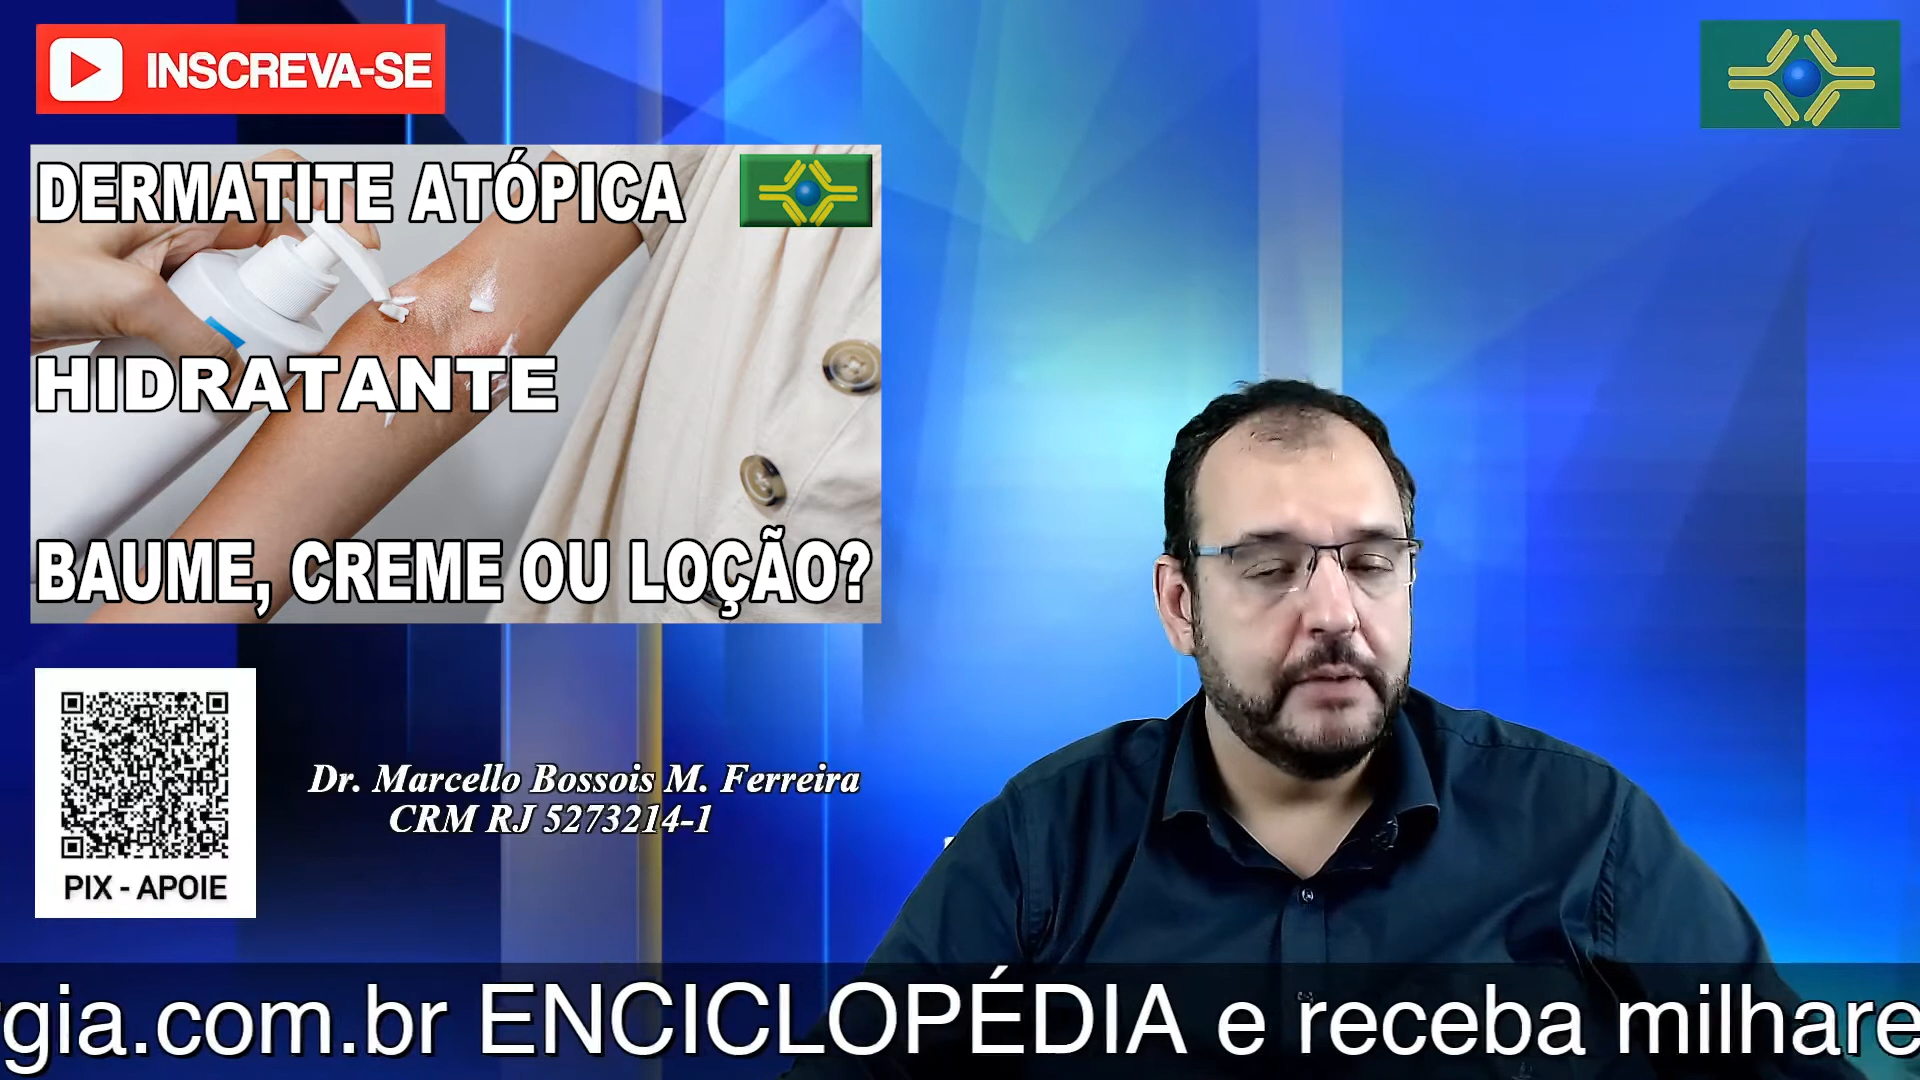 INSCREVA-SE
DERMATITE ATÓPICA
HIDRATANTE
BAUME, CREME OU LOÇÃO?
PIX - APOIE
Dr. Marcello Bossois M. Ferreira
CRM RJ 5273214-1
rgia.com.br ENCICLOPÉDIA e receba milhare